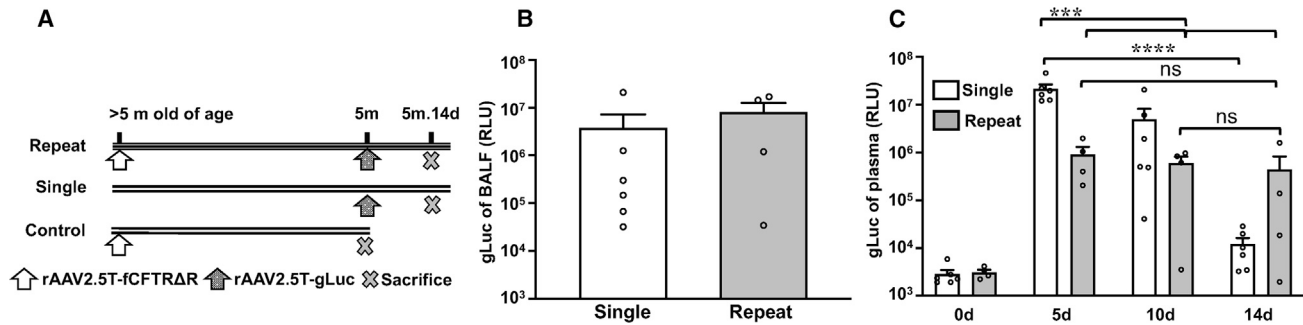 A
>5 m old of age 5m 5m.14d
Repeat
Single
Control
rAAV2.5T-fCFTRΔR rAAV2.5T-gLuc Sacrifice
B
gLuc of BALF (RLU)
10⁸
10⁷
10⁶
10⁵
10⁴
10³
Single Repeat
C
gLuc of plasma (RLU)
10⁸
10⁷
10⁶
10⁵
10⁴
10³
***
****
ns
ns
Single
Repeat
0d 5d 10d 14d